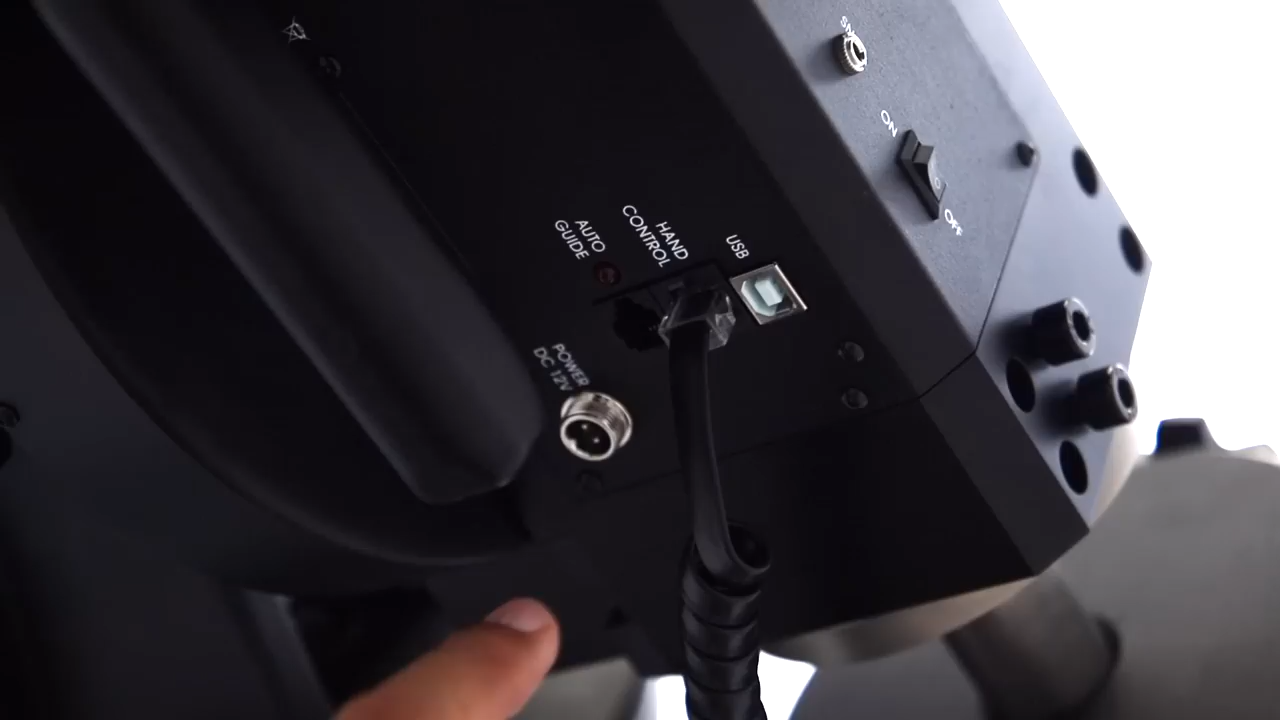 ON
OFF
USB
HAND
CONTROL
AUTO
GUIDE
POWER
DC 12V